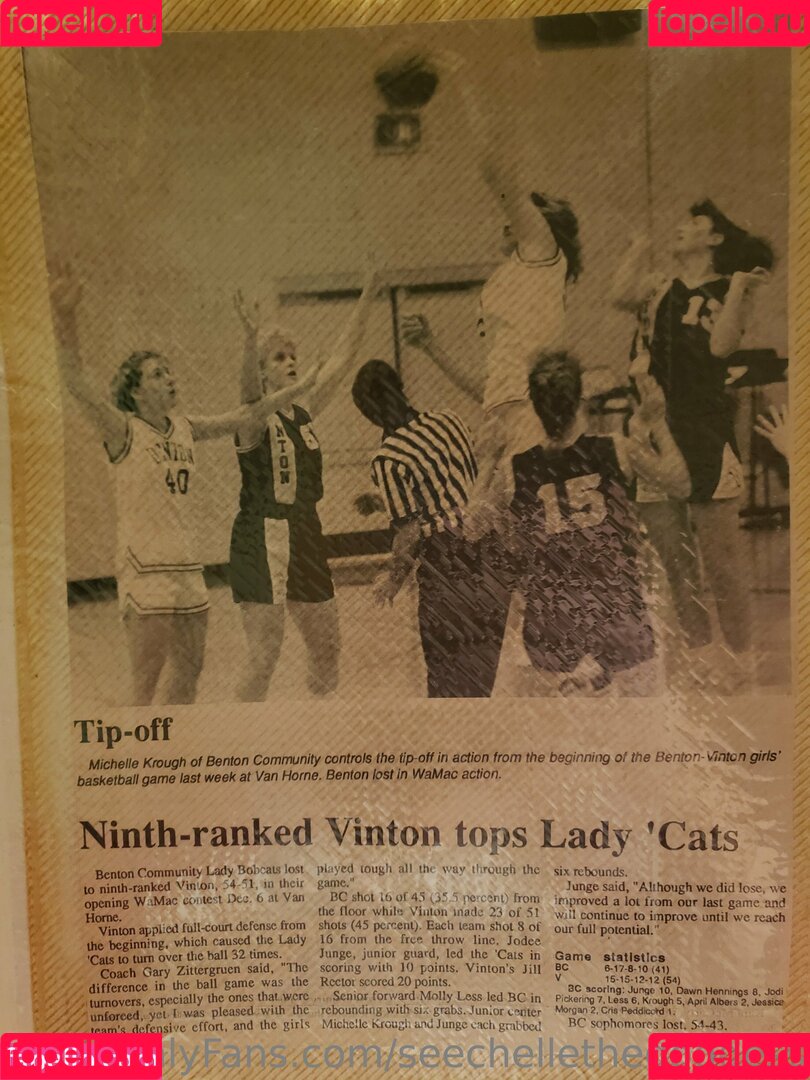 fapello.ru
fapello.ru
BENTON
40
NTON
15
13
Tip-off
Michelle Krough of Benton Community controls the tip-off in action from the beginning of the Benton-Vinton girls'
basketball game last week at Van Horne. Benton lost in WaMac action.
Ninth-ranked Vinton tops Lady 'Cats
Benton Community Lady Bobcats lost
to ninth-ranked Vinton, 54-51, in their
opening WaMac contest Dec. 6 at Van
Horne.
Vinton applied full-court defense from
the beginning, which caused the Lady
'Cats to turn over the ball 32 times.
Coach Gary Zittergruen said, "The
difference in the ball game was the
turnovers, especially the ones that were
unforced, yet I was pleased with the
team's defensive effort, and the girls
played tough all the way through the
game."
BC shot 16 of 45 (35.5 percent) from
the floor while Vinton made 23 of 51
shots (45 percent). Each team shot 8 of
16 from the free throw line. Jodee
Junge, junior guard, led the 'Cats in
scoring with 10 points. Vinton's Jill
Rector scored 20 points.
Senior forward Molly Less led BC in
rebounding with six grabs. Junior center
Michelle Krough and Junge each grabbed
six rebounds.
Junge said, "Although we did lose, we
improved a lot from our last game and
will continue to improve until we reach
our full potential."
Game statistics
BC 6-17-8-10 (41)
V 15-15-12-12 (54)
BC scoring: Junge 10, Dawn Hennings 8, Jodi
Pickering 7, Less 6, Krough 5, April Albers 2, Jessica
Morgan 2, Cris Peddicord 1.
BC sophomores lost, 54-43.
fapello.ru
lyFans.com/seechellethe
fapello.ru